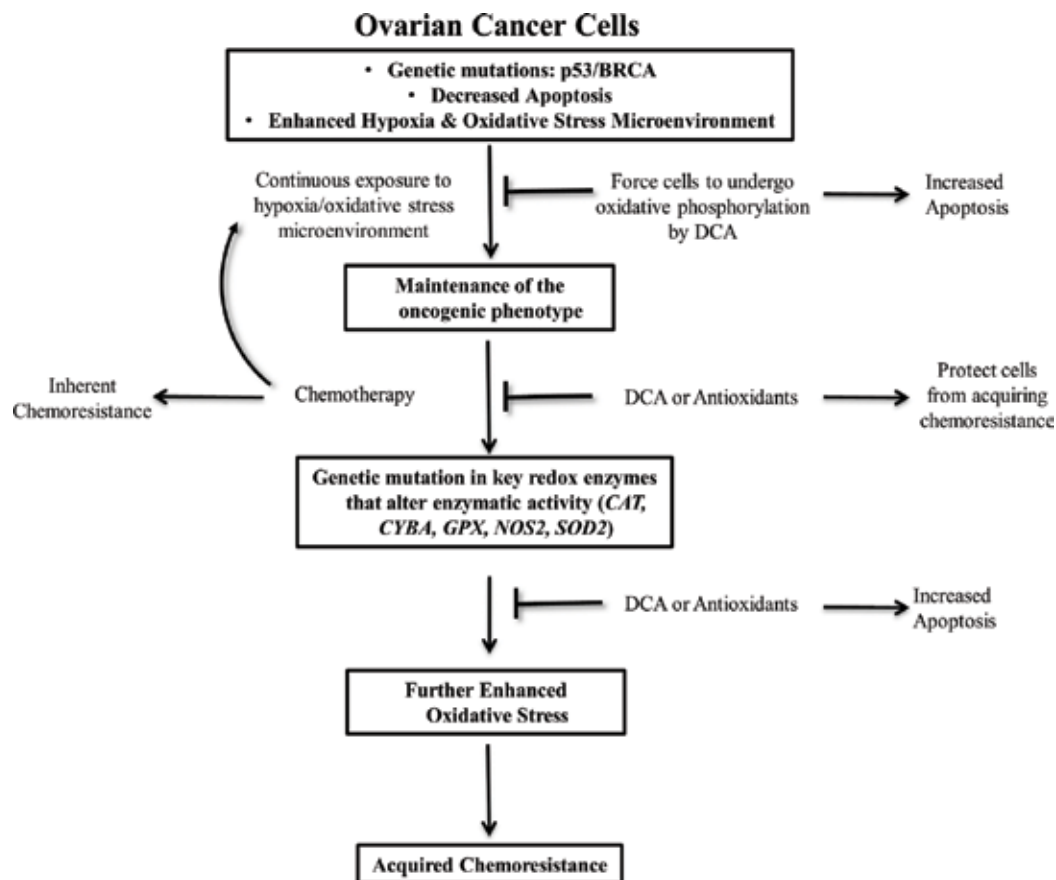 Ovarian Cancer Cells
• Genetic mutations: p53/BRCA
• Decreased Apoptosis
• Enhanced Hypoxia & Oxidative Stress Microenvironment
Continuous exposure to
hypoxia/oxidative stress
microenvironment
Force cells to undergo
oxidative phosphorylation
by DCA
Increased
Apoptosis
Maintenance of the
oncogenic phenotype
Inherent
Chemoresistance
Chemotherapy
DCA or Antioxidants
Protect cells
from acquiring
chemoresistance
Genetic mutation in key redox enzymes
that alter enzymatic activity (CAT,
CYBA, GPX, NOS2, SOD2)
DCA or Antioxidants
Increased
Apoptosis
Further Enhanced
Oxidative Stress
Acquired Chemoresistance